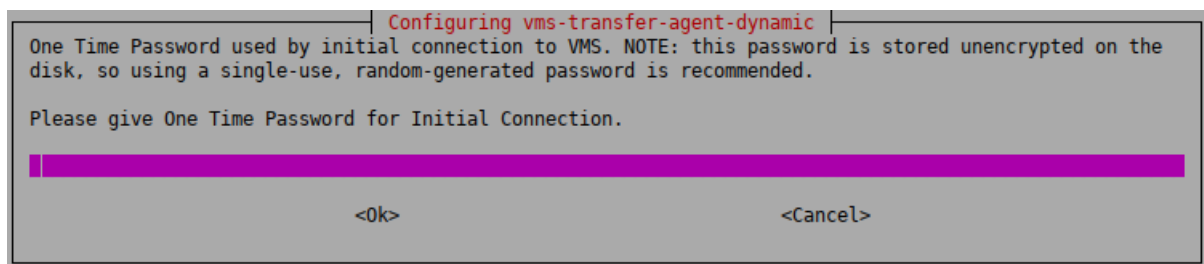 Configuring vms-transfer-agent-dynamic
One Time Password used by initial connection to VMS. NOTE: this password is stored unencrypted on the
disk, so using a single-use, random-generated password is recommended.
Please give One Time Password for Initial Connection.
<Ok> <Cancel>